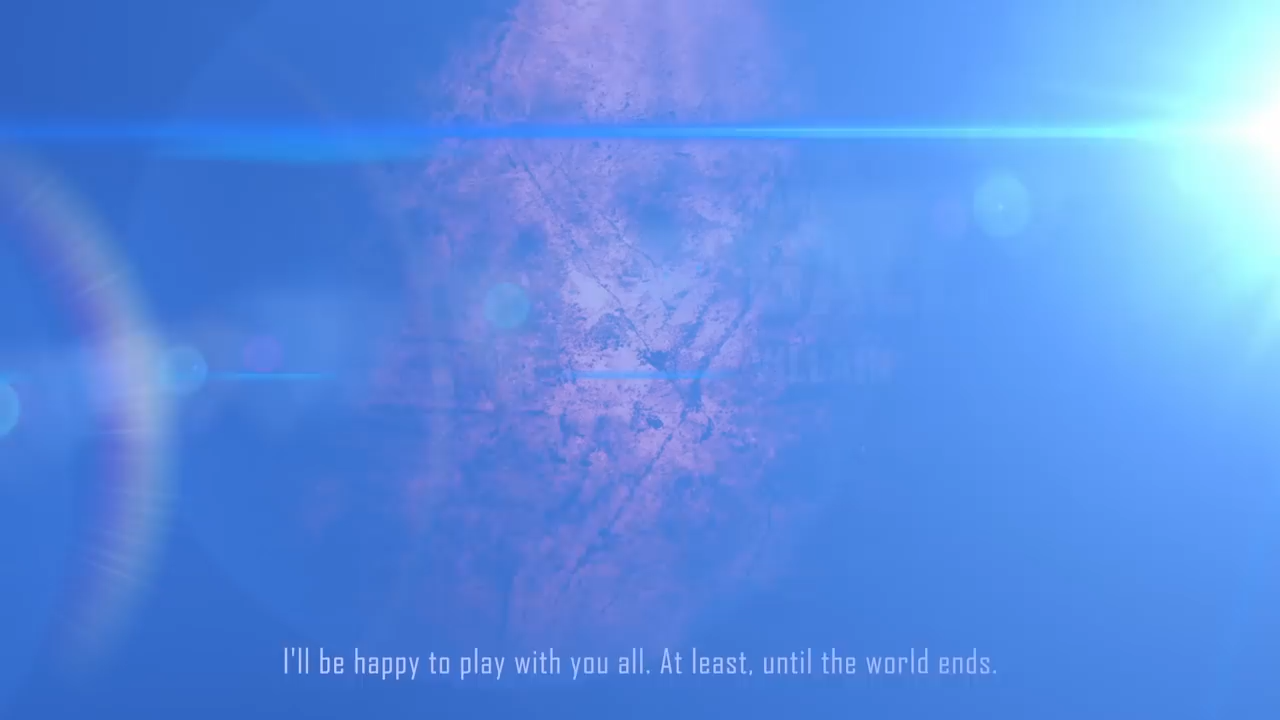 I'll be happy to play with you all. At least, until the world ends.